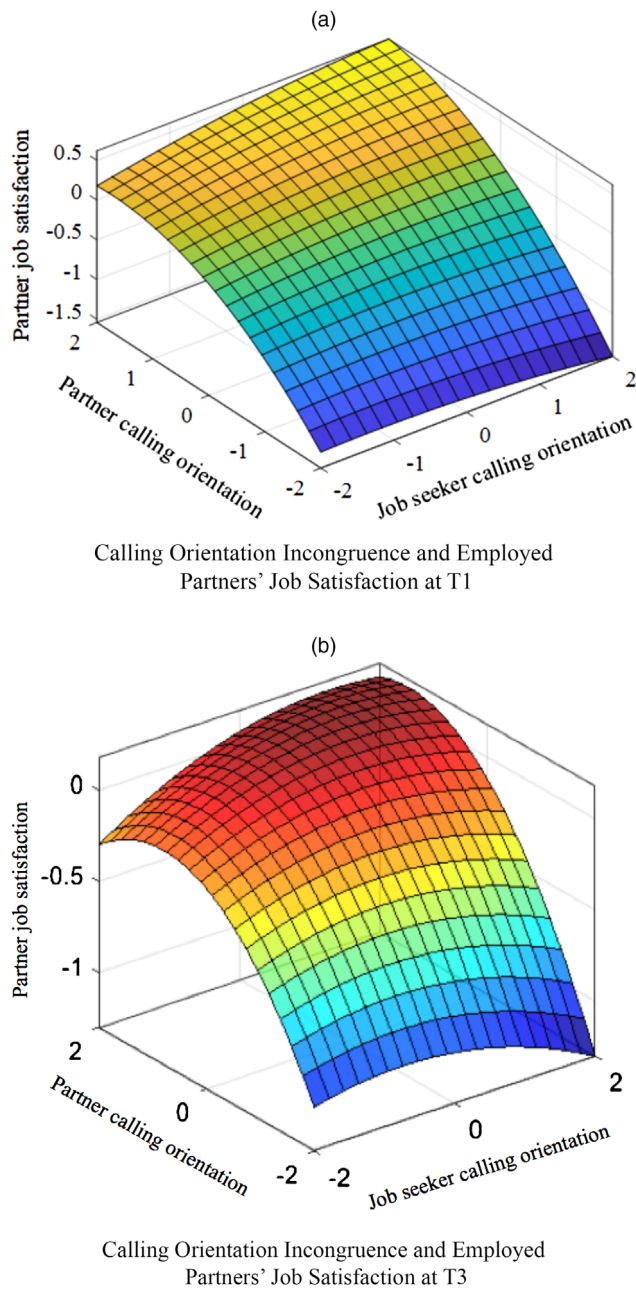 (a)
Partner job satisfaction
0.5
0
-0.5
-1
-1.5
2
1
0
-1
-2
Partner calling orientation
-2
-1
0
1
2
Job seeker calling orientation
Calling Orientation Incongruence and Employed
Partners' Job Satisfaction at T1
(b)
Partner job satisfaction
0
-0.5
-1
2
0
-2
Partner calling orientation
-2
0
2
Job seeker calling orientation
Calling Orientation Incongruence and Employed
Partners' Job Satisfaction at T3